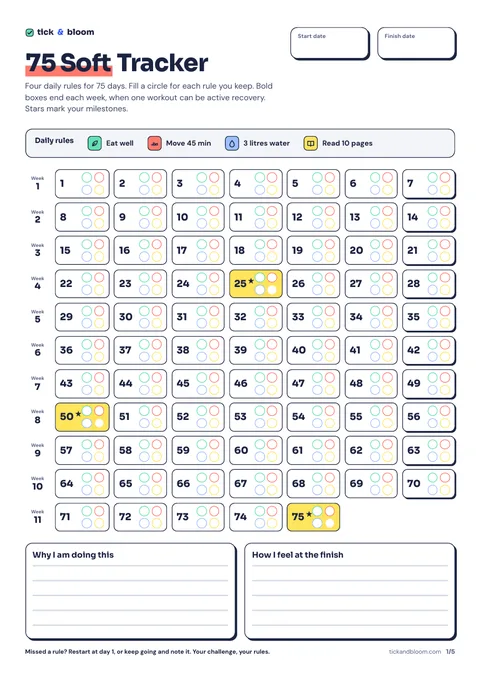 tick & bloom
Start date
Finish date
75 Soft Tracker
Four daily rules for 75 days. Fill a circle for each rule you keep. Bold
boxes end each week, when one workout can be active recovery.
Stars mark your milestones.
Daily rules Eat well Move 45 min 3 litres water Read 10 pages
Week
1 1 2 3 4 5 6 7
Week
2 8 9 10 11 12 13 14
Week
3 15 16 17 18 19 20 21
Week
4 22 23 24 25★ 26 27 28
Week
5 29 30 31 32 33 34 35
Week
6 36 37 38 39 40 41 42
Week
7 43 44 45 46 47 48 49
Week
8 50★ 51 52 53 54 55 56
Week
9 57 58 59 60 61 62 63
Week
10 64 65 66 67 68 69 70
Week
11 71 72 73 74 75★
Why I am doing this
How I feel at the finish
Missed a rule? Restart at day 1, or keep going and note it. Your challenge, your rules.
tickandbloom.com 1/5